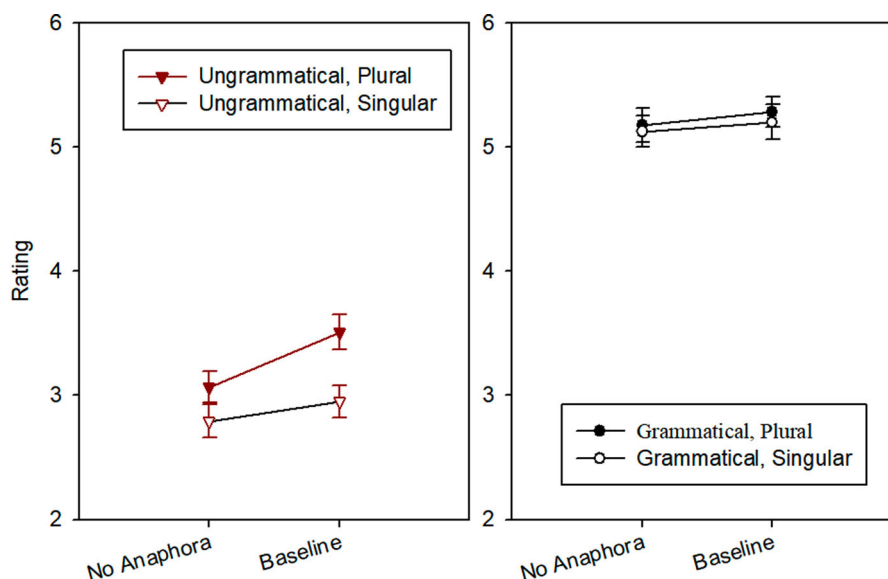 Rating
6
5
4
3
2
Ungrammatical, Plural
Ungrammatical, Singular
No Anaphora
Baseline
6
5
4
3
2
Grammatical, Plural
Grammatical, Singular
No Anaphora
Baseline